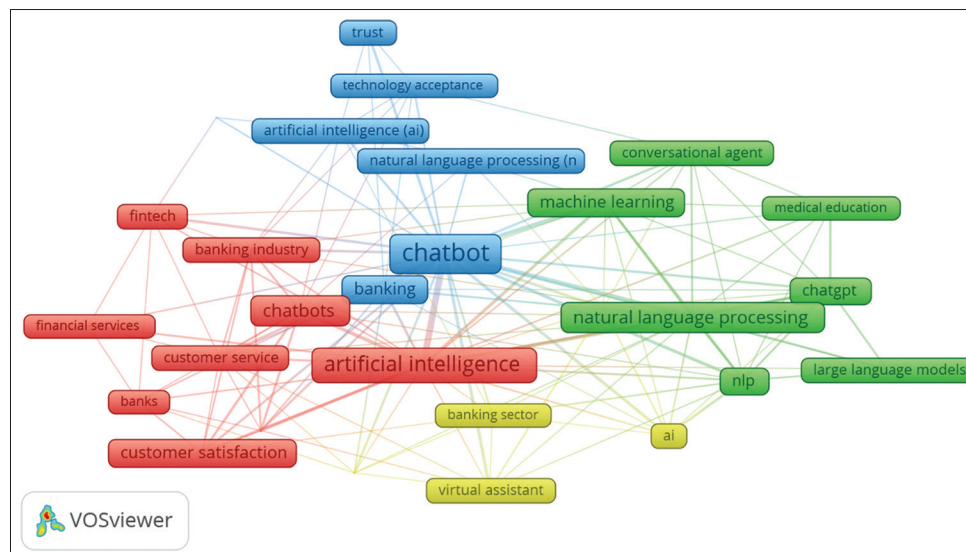 trust
technology acceptance
artificial intelligence (ai)
natural language processing (n
conversational agent
machine learning
medical education
fintech
banking industry
chatbot
banking
chatgpt
chatbots
natural language processing
financial services
customer service
artificial intelligence
large language models
nlp
banks
banking sector
ai
customer satisfaction
virtual assistant
VOSviewer